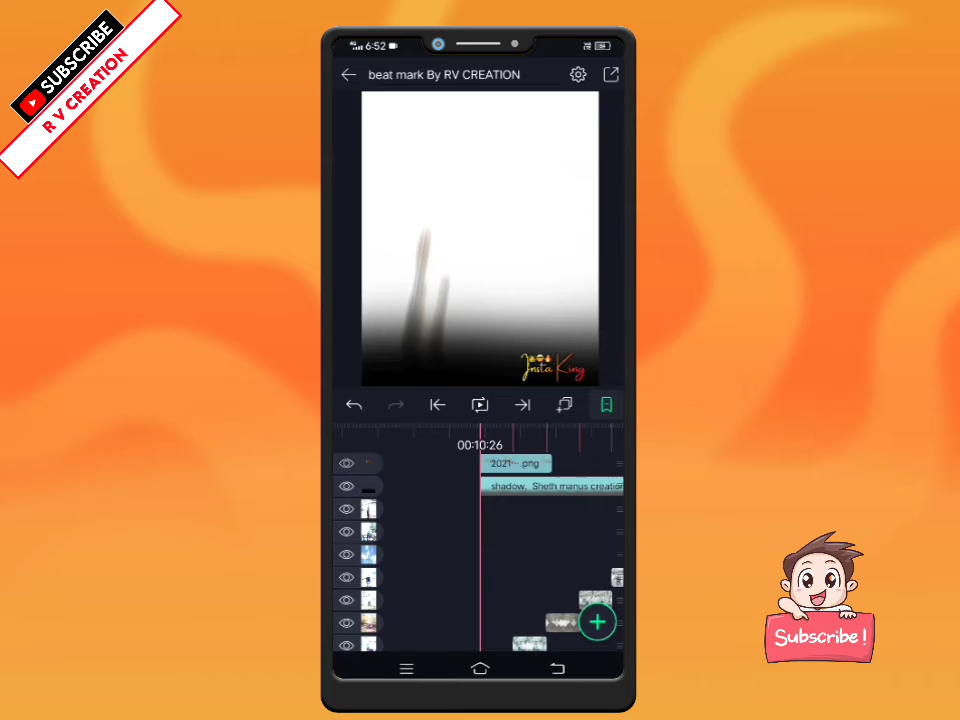 SUBSCRIBE
R V CREATION
6:52
beat mark By RV CREATION
Insta King
00:10:26
2021-···.png
shadow. Sheth manus creatio
Subscribe!